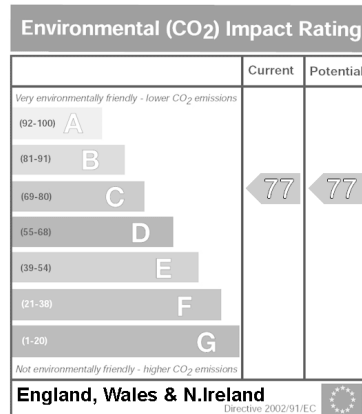 Environmental (CO2) Impact Rating
Current Potential
Very environmentally friendly - lower CO2 emissions
(92-100) A
(81-91) B
(69-80) C
77 77
(55-68) D
(39-54) E
(21-38) F
(1-20) G
Not environmentally friendly - higher CO2 emissions
England, Wales & N.Ireland
Directive 2002/91/EC